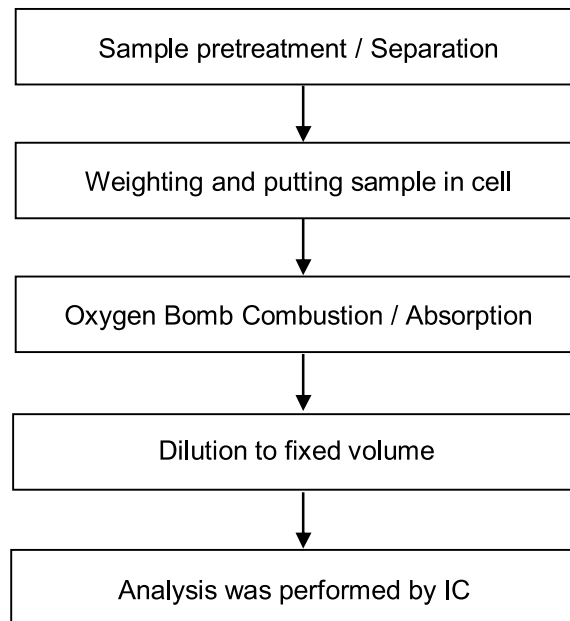 Sample pretreatment / Separation
Weighting and putting sample in cell
Oxygen Bomb Combustion / Absorption
Dilution to fixed volume
Analysis was performed by IC